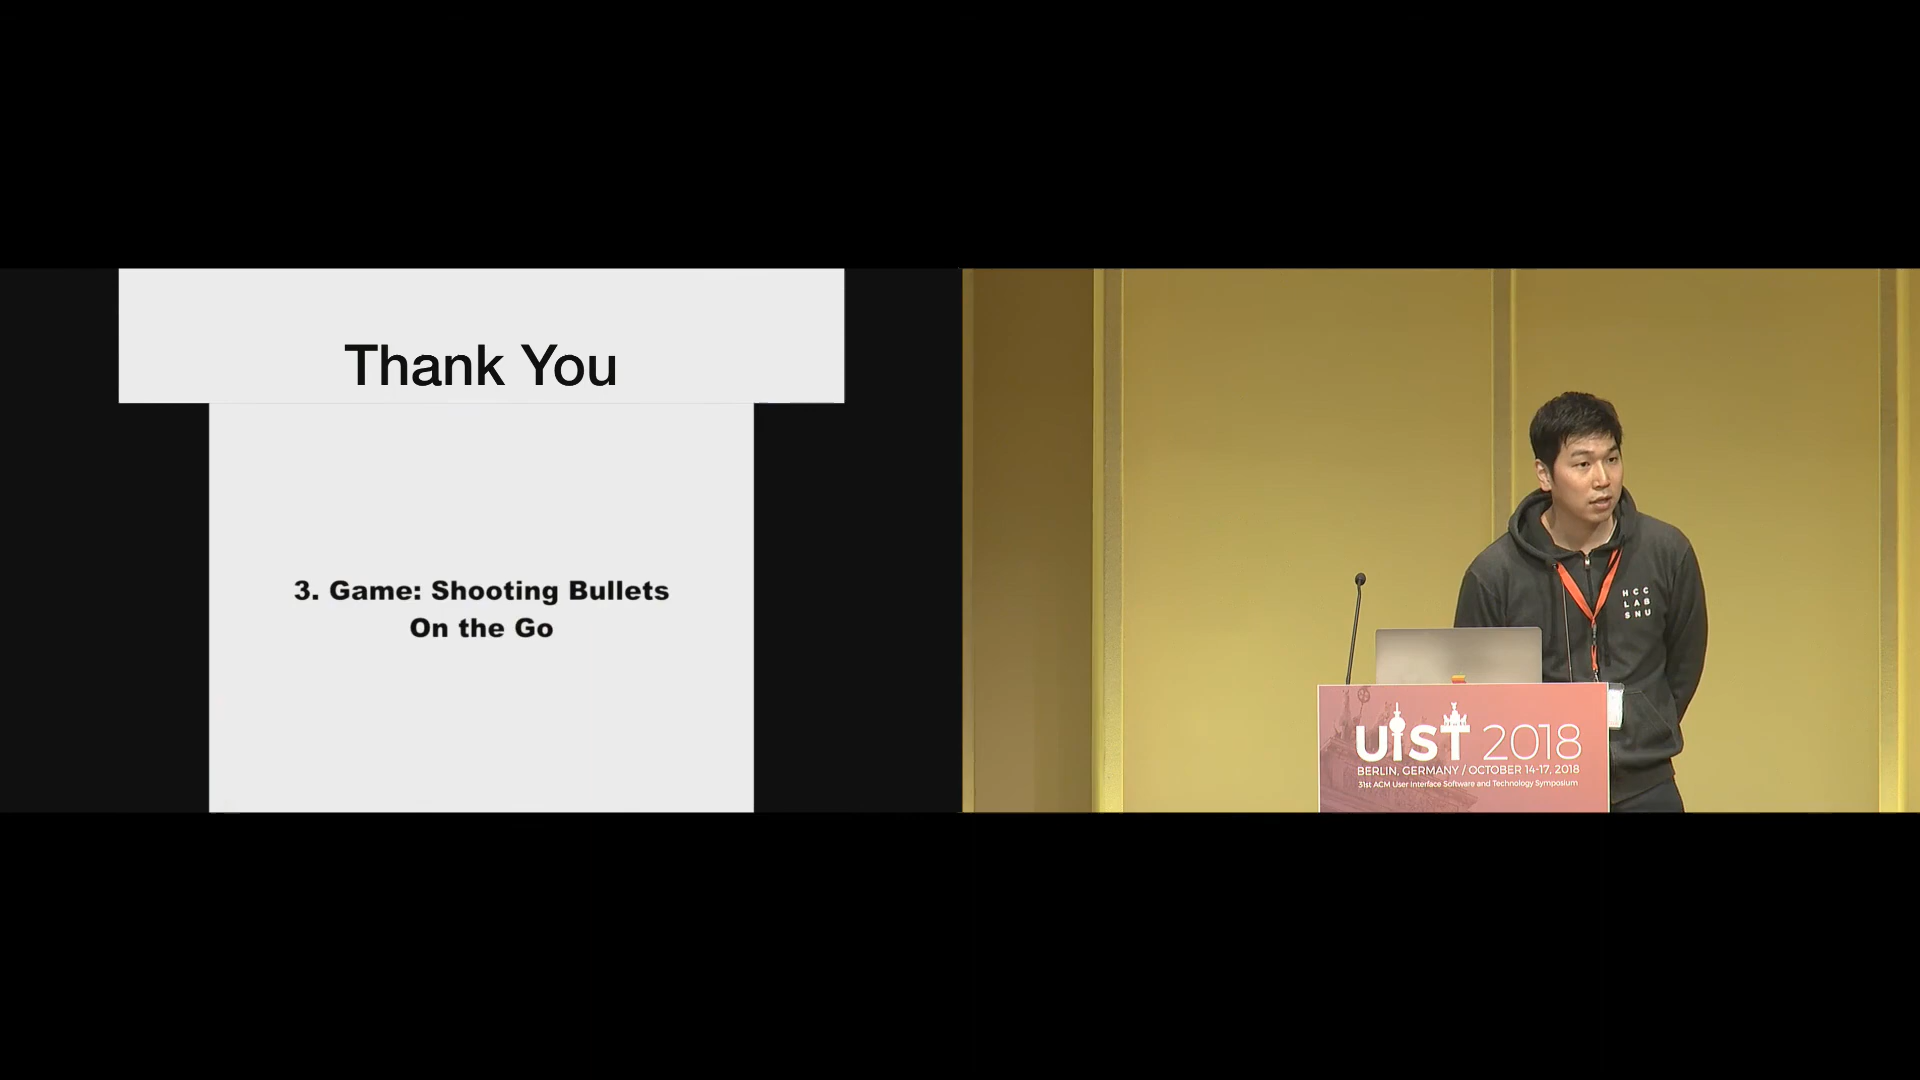 Thank You
3. Game: Shooting Bullets
On the Go
HCC
LAB
SNU
UIST 2018
BERLIN, GERMANY / OCTOBER 14-17, 2018
31st ACM User Interface Software and Technology Symposium